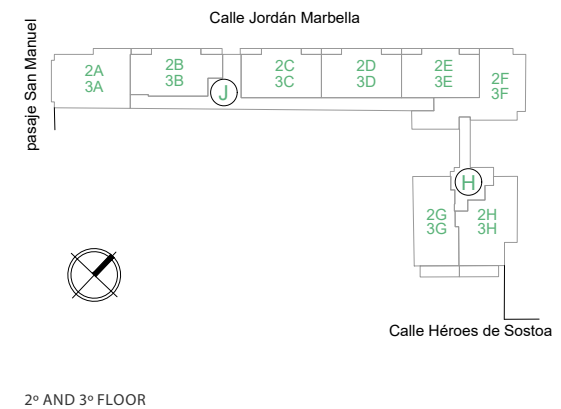 Calle Jordán Marbella
pasaje San Manuel
2A
3A
2B
3B
J
2C
3C
2D
3D
2E
3E
2F
3F
H
2G
3G
2H
3H
Calle Héroes de Sostoa
2º AND 3º FLOOR